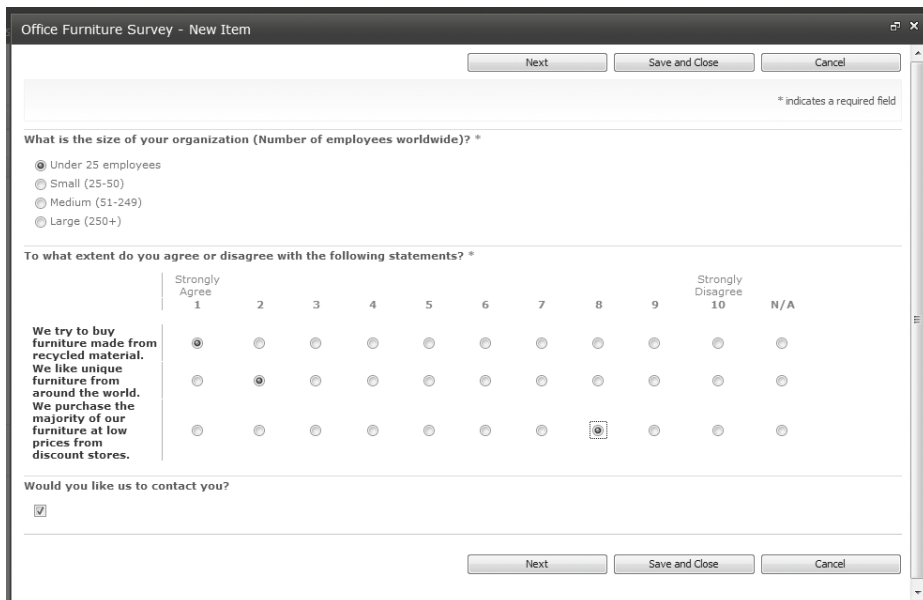 Office Furniture Survey - New Item
Next Save and Close Cancel
* indicates a required field
What is the size of your organization (Number of employees worldwide)? *
Under 25 employees
Small (25-50)
Medium (51-249)
Large (250+)
To what extent do you agree or disagree with the following statements? *
Strongly Strongly
Agree Disagree
1 2 3 4 5 6 7 8 9 10 N/A
We try to buy
furniture made from
recycled material.
We like unique
furniture from
around the world.
We purchase the
majority of our
furniture at low
prices from
discount stores.
Would you like us to contact you?
Next Save and Close Cancel